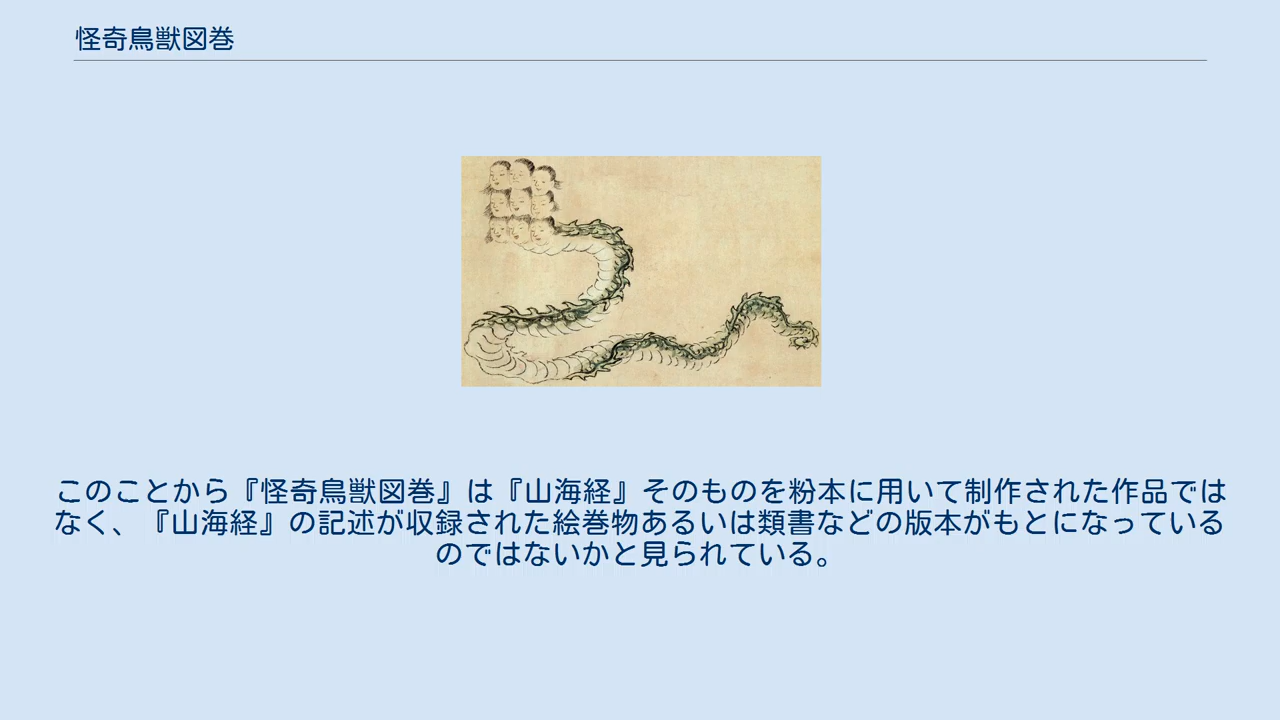 怪奇鳥獣図巻
このことから『怪奇鳥獣図巻』は『山海経』そのものを粉本に用いて制作された作品では
なく、『山海経』の記述が収録された絵巻物あるいは類書などの版本がもとになっている
のではないかと見られている。